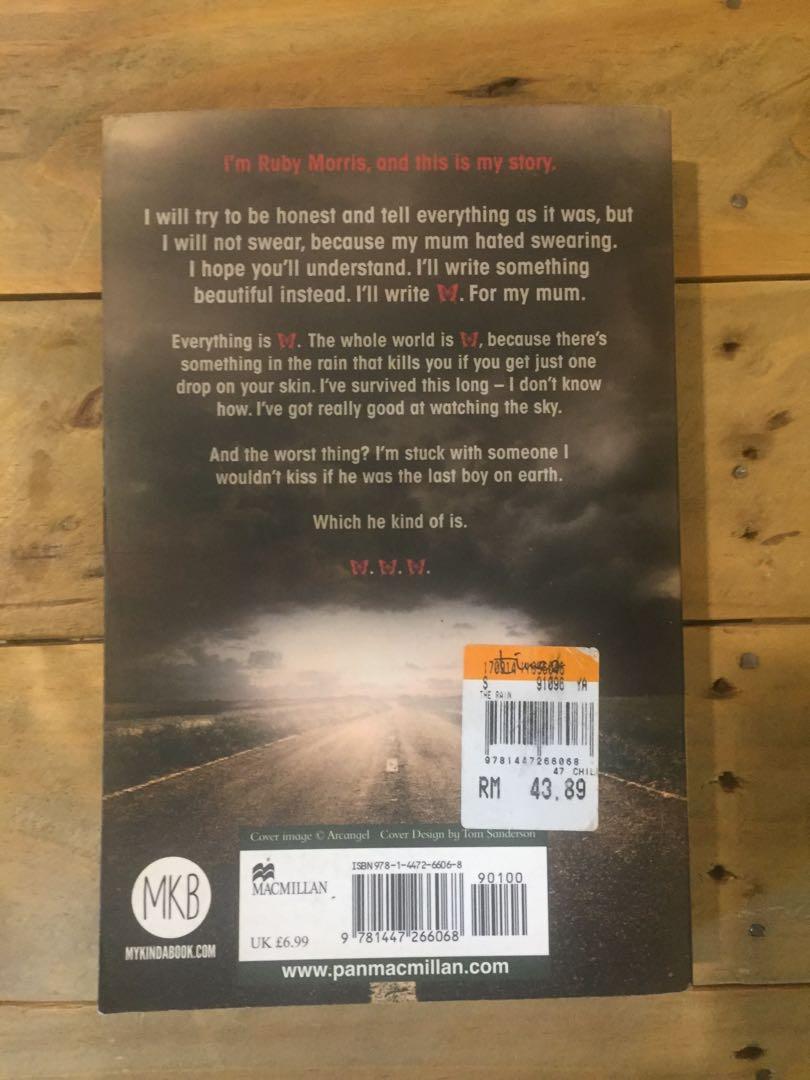 I'm Ruby Morris, and this is my story.
I will try to be honest and tell everything as it was, but
I will not swear, because my mum hated swearing.
I hope you'll understand. I'll write something
beautiful instead. I'll write . For my mum.
Everything is . The whole world is , because there's
something in the rain that kills you if you get just one
drop on your skin. I've survived this long – I don't know
how. I've got really good at watching the sky.
And the worst thing? I'm stuck with someone I
wouldn't kiss if he was the last boy on earth.
Which he kind of is.
. . .
S 91096 YA
THE RAIN
9781447266068
47 CHIL
RM 43.89
Cover image © Arcangel Cover Design by Tom Sanderson
MKB
MYKINDABOOK.COM
MACMILLAN
UK £6.99
ISBN 978-1-4472-6606-8
90100
9 781447 266068
www.panmacmillan.com